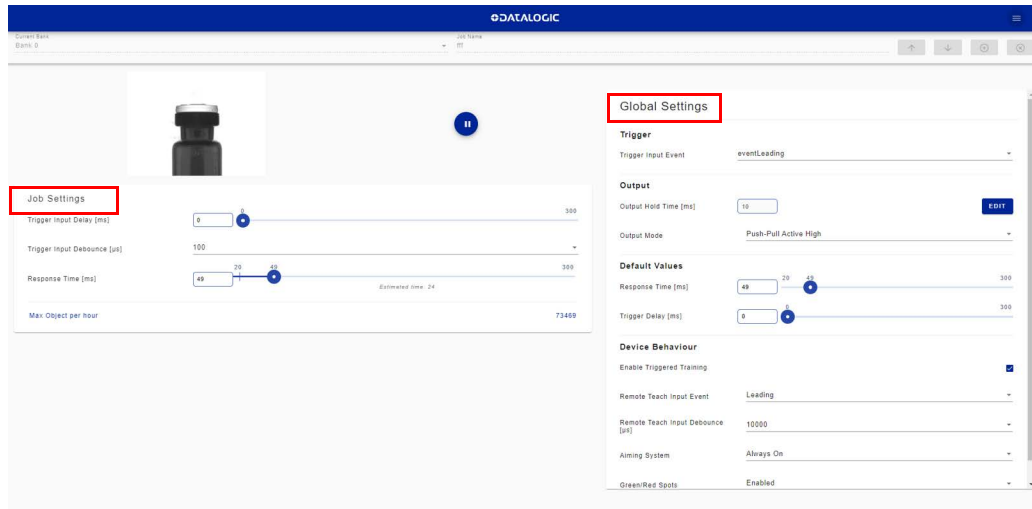 DATALOGIC
Current Bank
Bank 0
Job Name
fff
Job Settings
Trigger Input Delay [ms]
0
0
300
Trigger Input Debounce [µs]
100
Response Time [ms]
49
20
49
300
Estimated time 24
Max Object per hour
73469
Global Settings
Trigger
Trigger Input Event
eventLeading
Output
Output Hold Time [ms]
10
EDIT
Output Mode
Push-Pull Active High
Default Values
Response Time [ms]
49
20
49
300
Trigger Delay [ms]
0
0
300
Device Behaviour
Enable Triggered Training
Remote Teach Input Event
Leading
Remote Teach Input Debounce
[µs]
10000
Aiming System
Always On
Green/Red Spots
Enabled